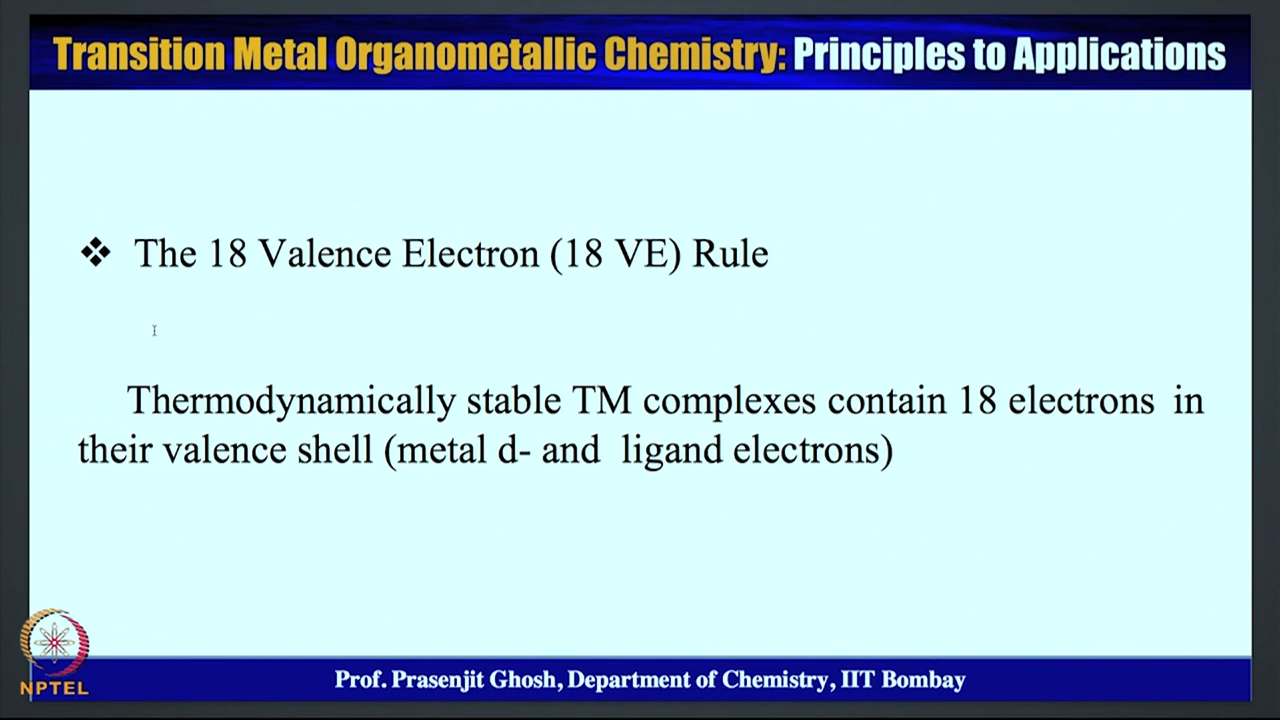 Transition Metal Organometallic Chemistry: Principles to Applications
❖ The 18 Valence Electron (18 VE) Rule
Thermodynamically stable TM complexes contain 18 electrons in
their valence shell (metal d- and ligand electrons)
NPTEL
Prof. Prasenjit Ghosh, Department of Chemistry, IIT Bombay